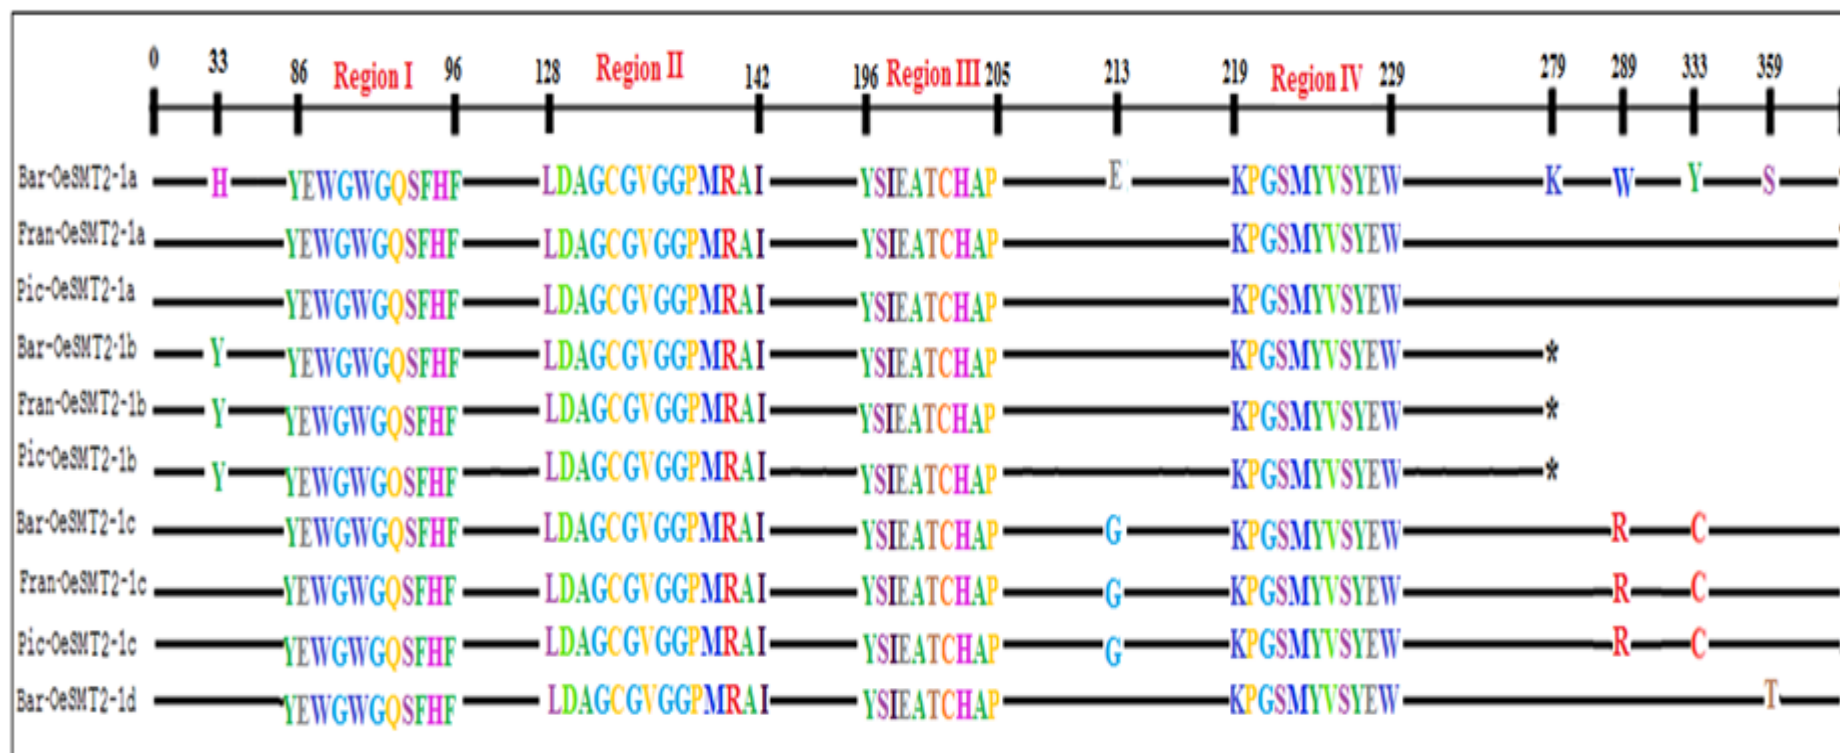 0 33 86 Region I 96 128 Region II 142 196 Region III 205 213 219 Region IV 229 279 289 333 359
Bar-OeSMT2-1a H YEWGWGQSFHF LDAGCGVGGPMRAI YSIEATCHAP E KPGSMYVSYEW K W Y S
Fran-OeSMT2-1a YEWGWGQSFHF LDAGCGVGGPMRAI YSIEATCHAP KPGSMYVSYEW
Pic-OeSMT2-1a YEWGWGQSFHF LDAGCGVGGPMRAI YSIEATCHAP KPGSMYVSYEW
Bar-OeSMT2-1b Y YEWGWGQSFHF LDAGCGVGGPMRAI YSIEATCHAP KPGSMYVSYEW *
Fran-OeSMT2-1b Y YEWGWGQSFHF LDAGCGVGGPMRAI YSIEATCHAP KPGSMYVSYEW *
Pic-OeSMT2-1b Y YEWGWGQSFHF LDAGCGVGGPMRAI YSIEATCHAP KPGSMYVSYEW *
Bar-OeSMT2-1c YEWGWGQSFHF LDAGCGVGGPMRAI YSIEATCHAP G KPGSMYVSYEW R C
Fran-OeSMT2-1c YEWGWGQSFHF LDAGCGVGGPMRAI YSIEATCHAP G KPGSMYVSYEW R C
Pic-OeSMT2-1c YEWGWGQSFHF LDAGCGVGGPMRAI YSIEATCHAP G KPGSMYVSYEW R C
Bar-OeSMT2-1d YEWGWGQSFHF LDAGCGVGGPMRAI YSIEATCHAP KPGSMYVSYEW T